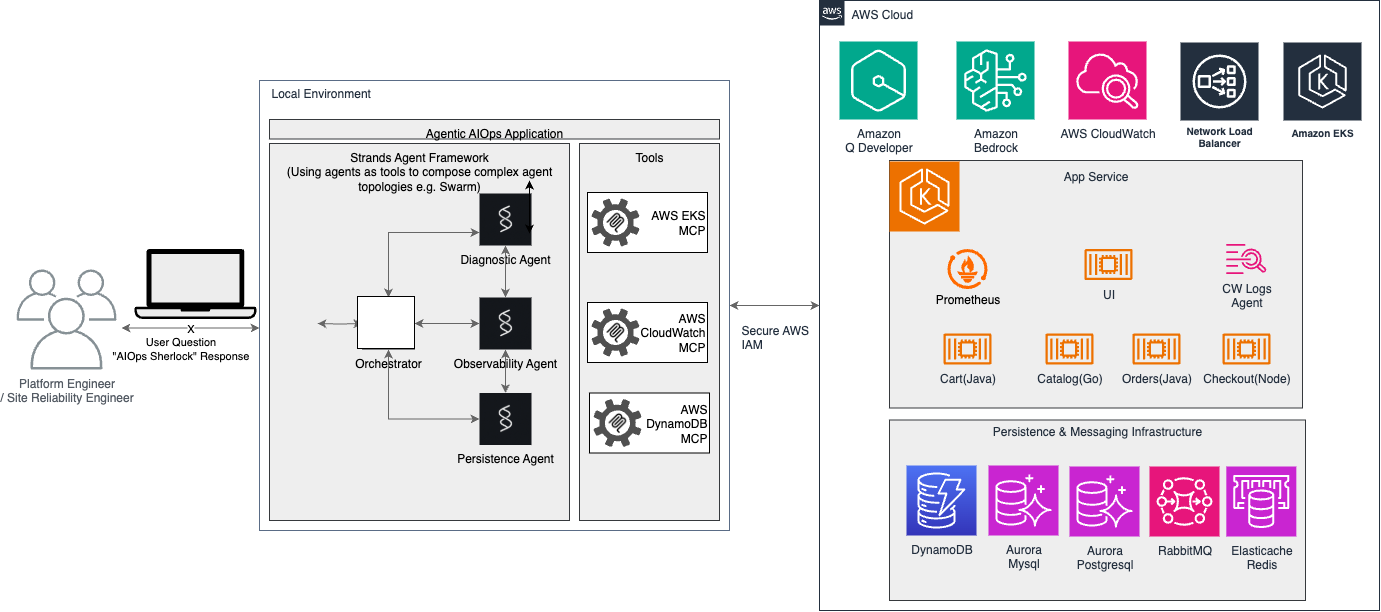 aws
AWS Cloud
Local Environment
Amazon
Q Developer
Amazon
Bedrock
AWS CloudWatch
Network Load
Balancer
Amazon EKS
Agentic AIOps Application
Strands Agent Framework
(Using agents as tools to compose complex agent
topologies e.g. Swarm)
Diagnostic Agent
Orchestrator
Observability Agent
Persistence Agent
Tools
AWS EKS
MCP
AWS
CloudWatch
MCP
AWS
DynamoDB
MCP
X
User Question
"AIOps Sherlock" Response
Platform Engineer
/ Site Reliability Engineer
Secure AWS
IAM
App Service
K
K
Prometheus
UI
CW Logs
Agent
Cart(Java)
Catalog(Go)
Orders(Java)
Checkout(Node)
Persistence & Messaging Infrastructure
DynamoDB
Aurora
Mysql
Aurora
Postgresql
RabbitMQ
Elasticache
Redis